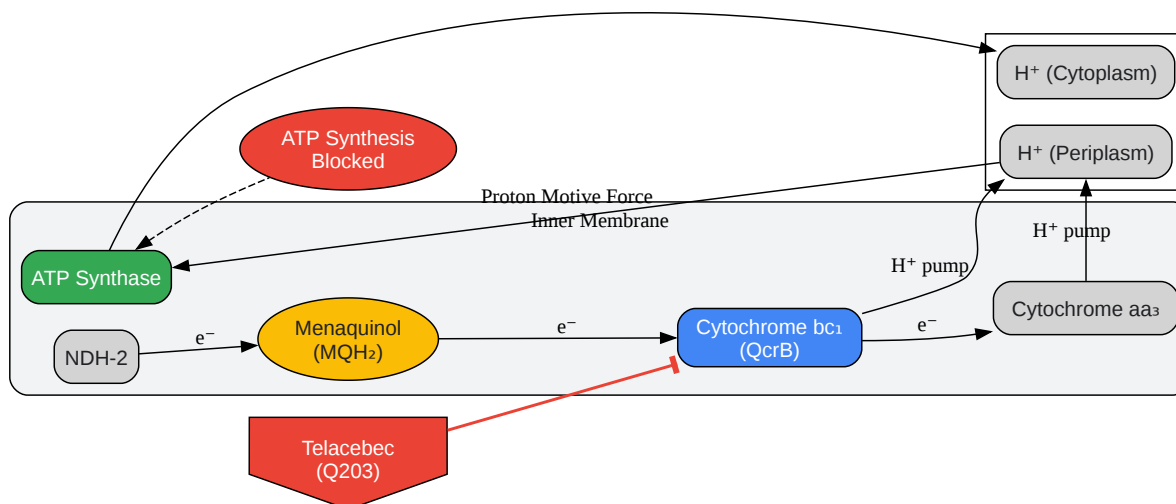 H⁺ (Cytoplasm)
ATP Synthesis
Blocked
H⁺ (Periplasm)
Proton Motive Force
Inner Membrane
H⁺ pump
H⁺ pump
ATP Synthase
Cytochrome aa₃
Menaquinol
(MQH₂)
e⁻
e⁻
e⁻
Cytochrome bc₁
(QcrB)
NDH-2
Telacebec
(Q203)